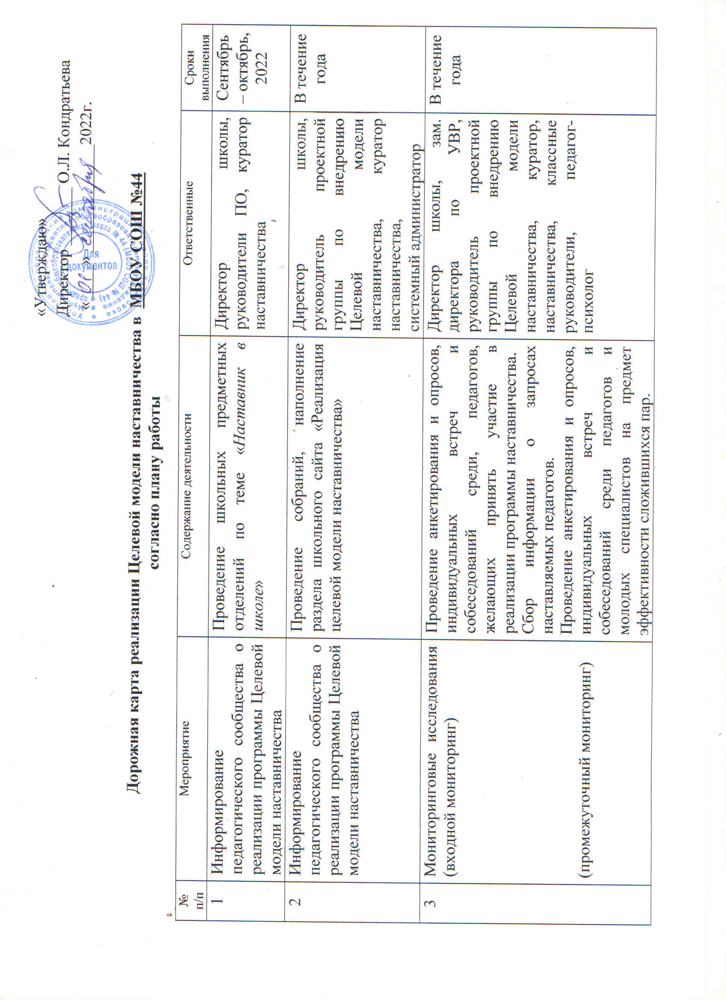 «Утверждаю»
Директор ________ О.Л. Кондратьева
«    » сентября 2022г.
Для
документов
Дорожная карта реализации Целевой модели наставничества в МБОУ СОШ №44
согласно плану работы
№
п/п
Мероприятие
Содержание деятельности
Ответственные
Сроки
выполнения
1
Информирование
педагогического сообщества о
реализации программы Целевой
модели наставничества
Проведение школьных предметных
отделений по теме «Наставник в
школе»
Директор школы,
руководители ПО, куратор
наставничества
Сентябрь
– октябрь,
2022
2
Информирование
педагогического сообщества о
реализации программы Целевой
модели наставничества
Проведение собраний, наполнение
раздела школьного сайта «Реализация
целевой модели наставничества»
Директор школы,
руководитель проектной
группы по внедрению
Целевой модели
наставничества, куратор
наставничества,
системный администратор
В течение
года
3
Мониторинговые исследования
(входной мониторинг)
(промежуточный мониторинг)
Проведение анкетирования и опросов,
индивидуальных встреч и
собеседований среди, педагогов,
желающих принять участие в
реализации программы наставничества.
Сбор информации о запросах
наставляемых педагогов.
Проведение анкетирования и опросов,
индивидуальных встреч и
собеседований среди педагогов и
молодых специалистов на предмет
эффективности сложившихся пар.
Директор школы, зам.
директора по УВР,
руководитель проектной
группы по внедрению
Целевой модели
наставничества, куратор,
наставничества, классные
руководители, педагог-
психолог
В течение
года